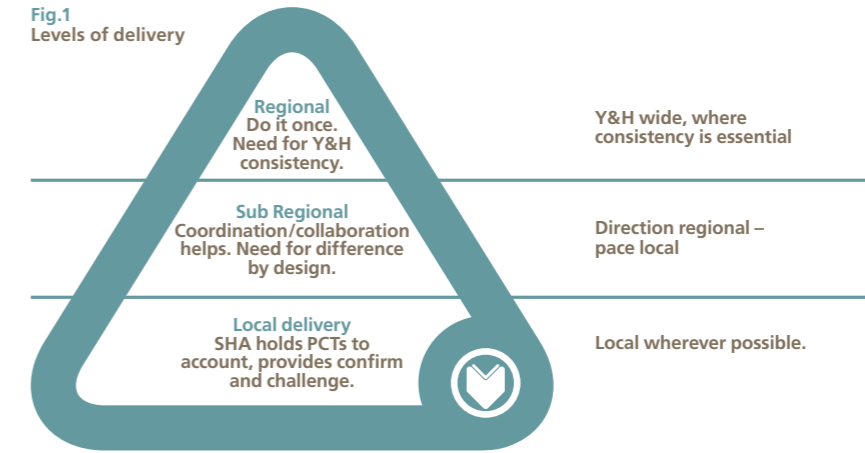 Fig.1
Levels of delivery
Regional
Do it once.
Need for Y&H
consistency.
Y&H wide, where
consistency is essential
Sub Regional
Coordination/collaboration
helps. Need for difference
by design.
Direction regional –
pace local
Local delivery
SHA holds PCTs to
account, provides confirm
and challenge.
Local wherever possible.